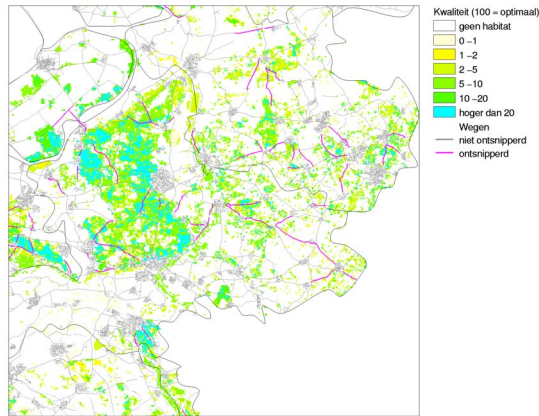 Kwaliteit (100 = optimaal)
geen habitat
0 –1
1 –2
2 –5
5 –10
10 –20
hoger dan 20
Wegen
niet ontsnipperd
ontsnipperd